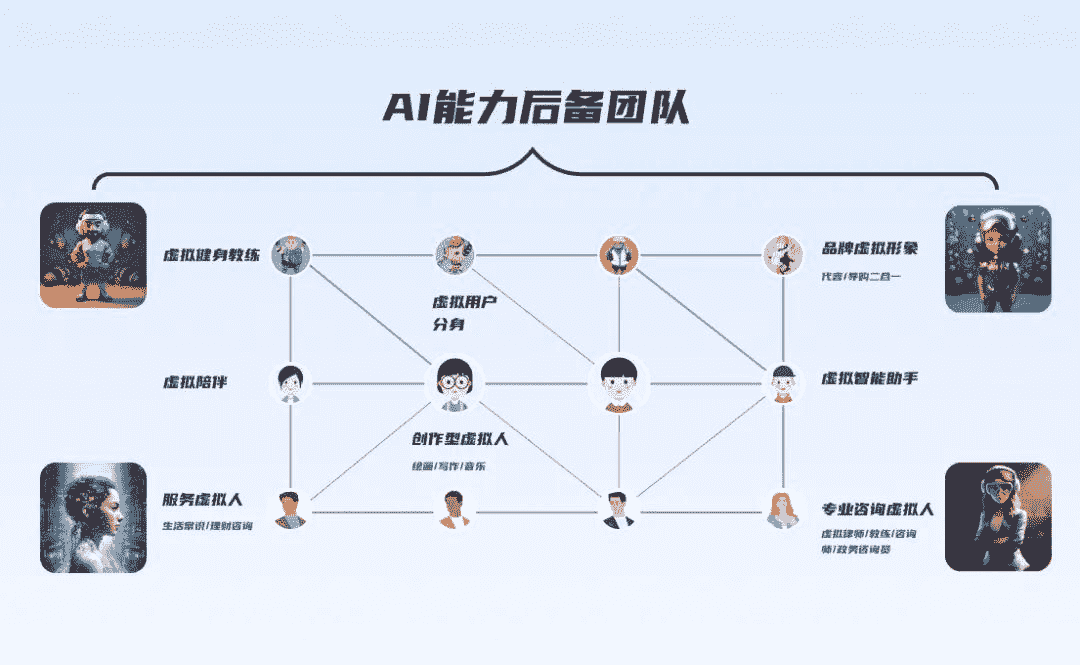 AI能力后备团队
虚拟健身教练
品牌虚拟形象
代言/导购二合一
虚拟用户
分身
虚拟陪伴
虚拟智能助手
创作型虚拟人
绘画/写作/音乐
服务虚拟人
生活常识/理财咨询
专业咨询虚拟人
虚拟律师/教练/咨询
师/政务咨询员